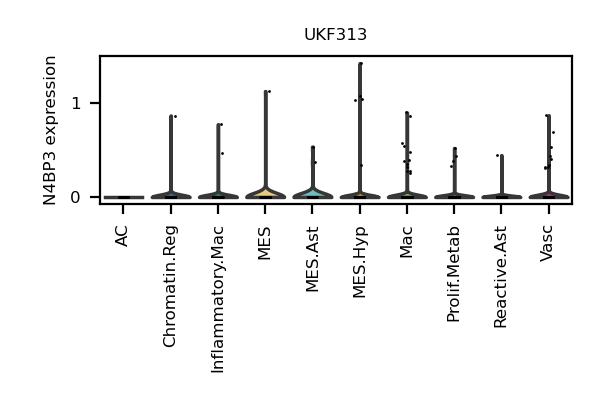 UKF313
N4BP3 expression
1
0
AC
Chromatin.Reg
Inflammatory.Mac
MES
MES.Ast
MES.Hyp
Mac
Prolif.Metab
Reactive.Ast
Vasc